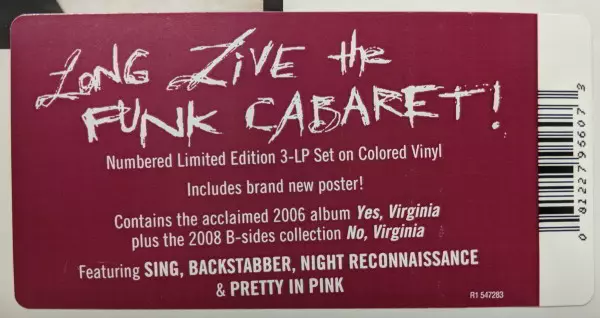 LONG LIVE THE
FUNK CABARET!
Numbered Limited Edition 3-LP Set on Colored Vinyl
Includes brand new poster!
Contains the acclaimed 2006 album Yes, Virginia
plus the 2008 B-sides collection No, Virginia
Featuring SING, BACKSTABBER, NIGHT RECONNAISSANCE
& PRETTY IN PINK
R1 547283
0 81227 95607 3